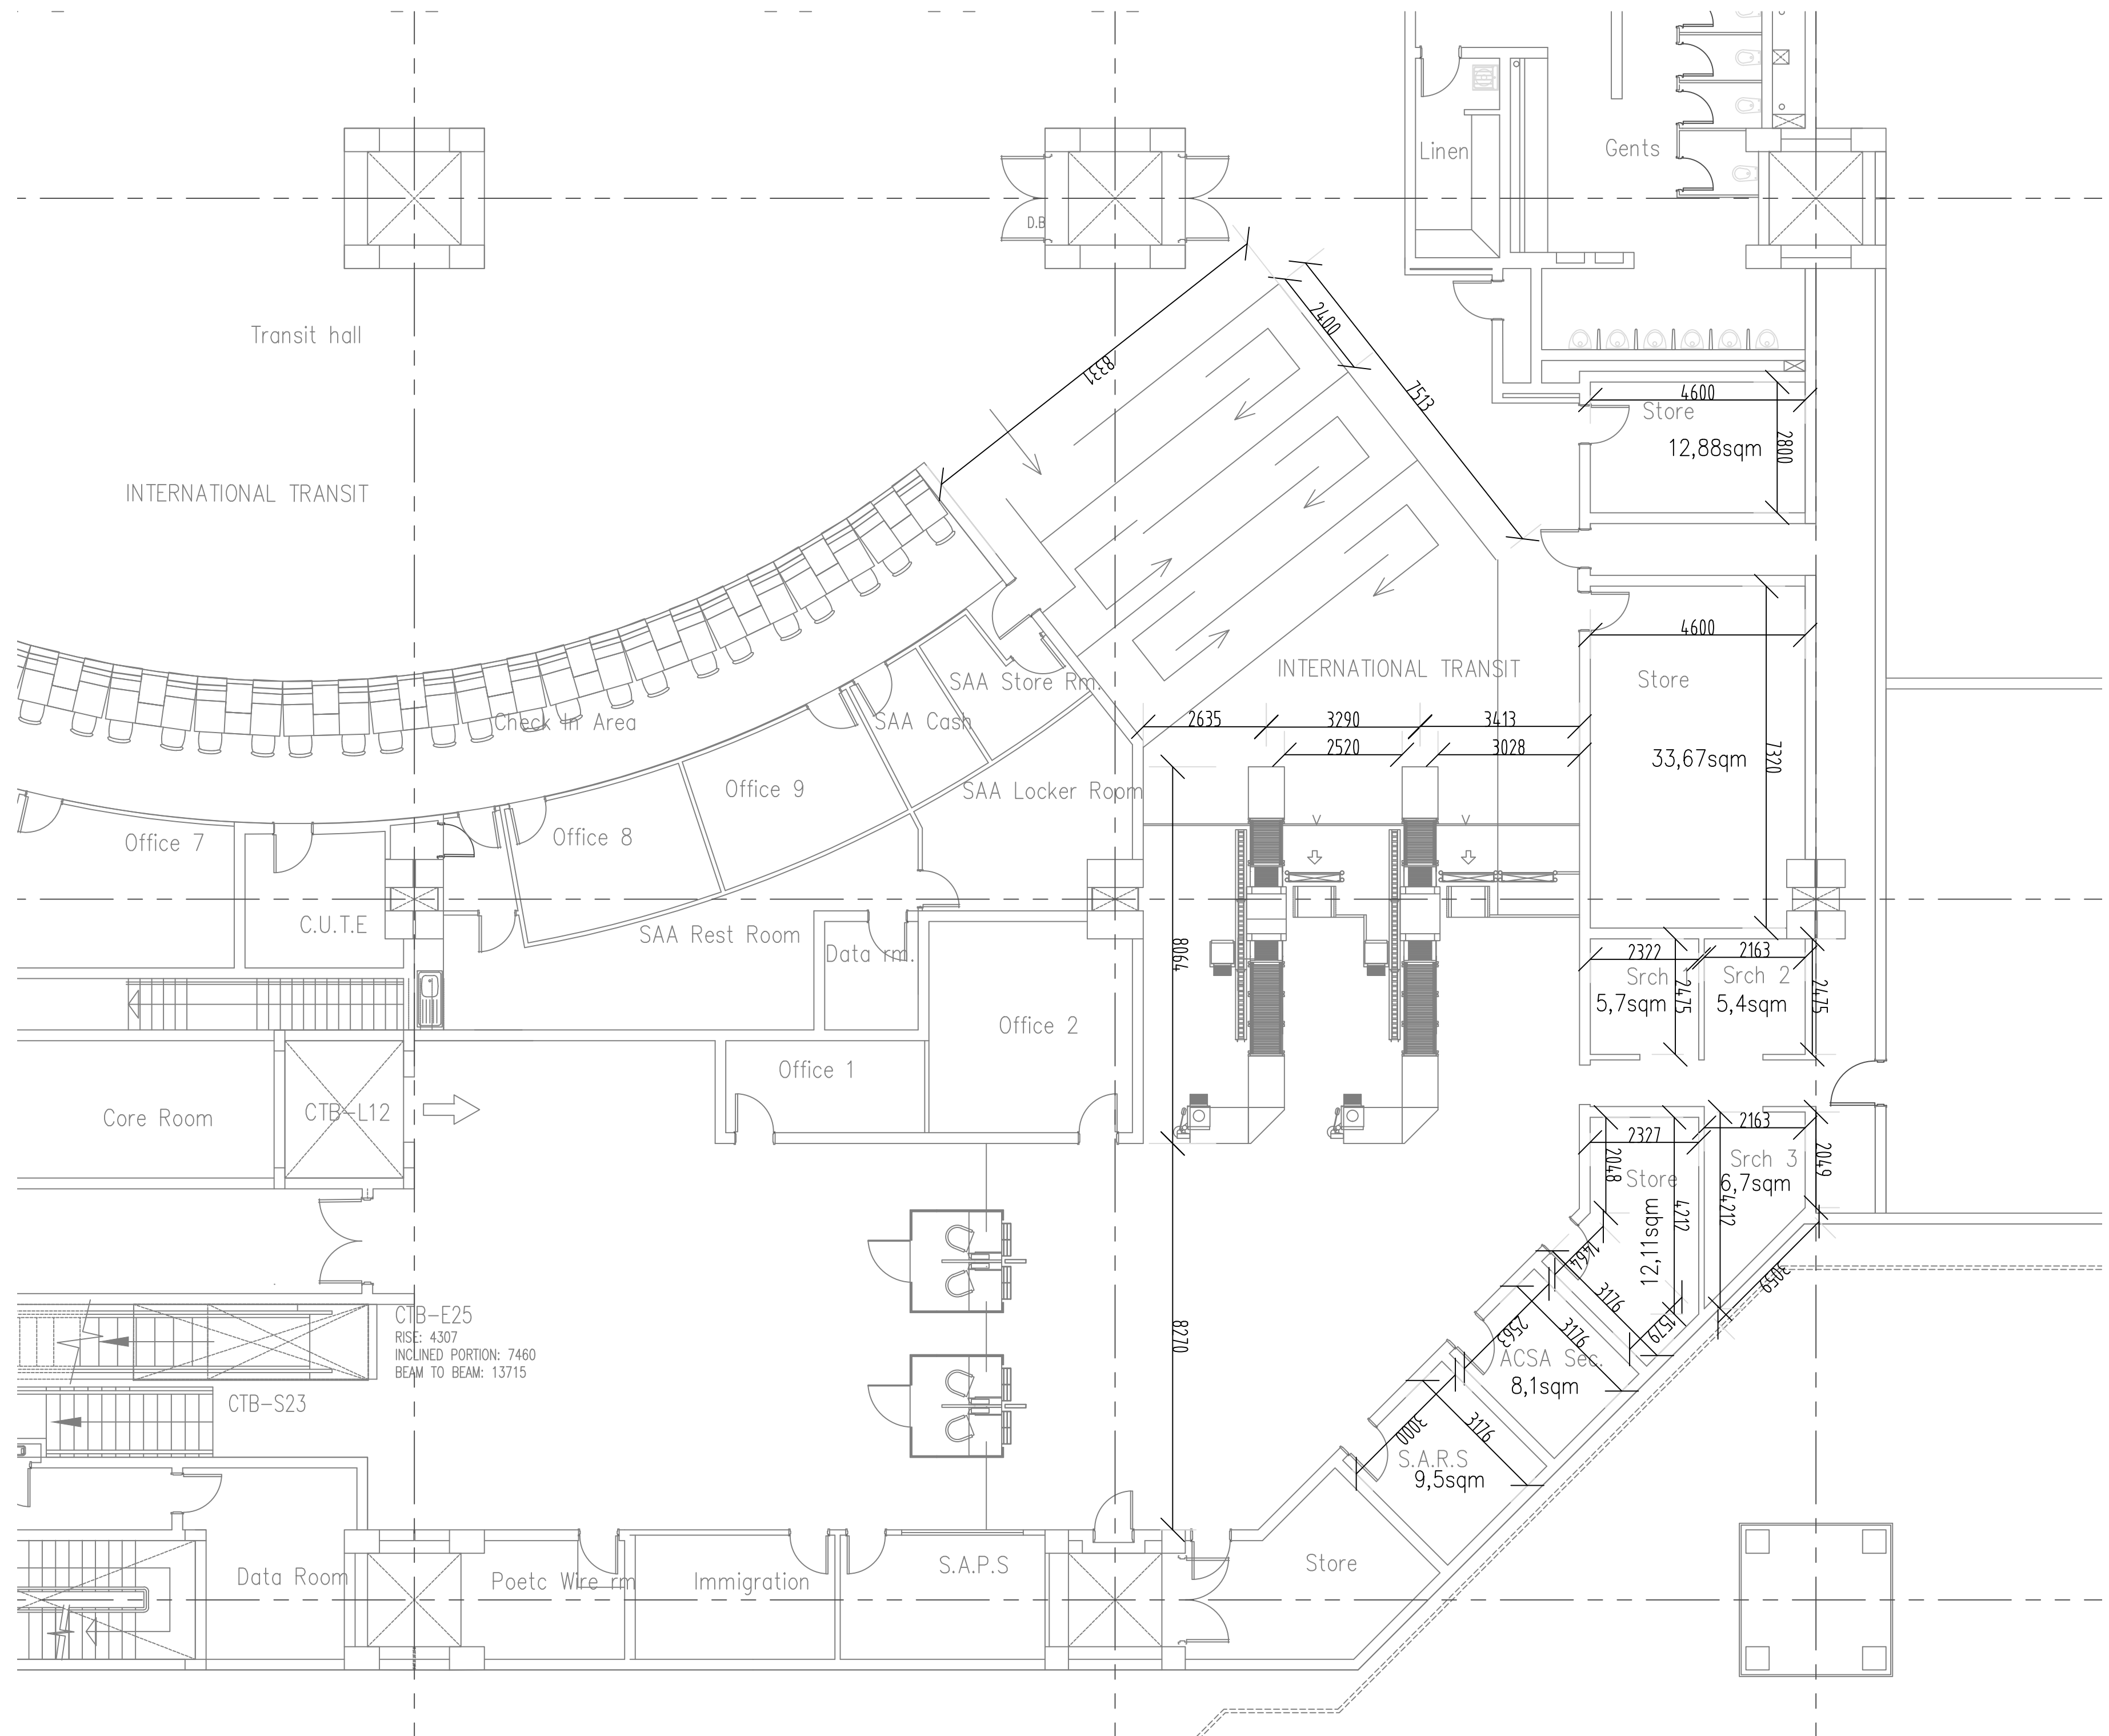 Linen
Gents
D.B
Transit hall
2400
8331
7513
4600
Store
12,88sqm
2800
INTERNATIONAL TRANSIT
4600
INTERNATIONAL TRANSIT
Store
SAA Store Rm.
SAA Cash
Check In Area
2635
3290
3413
2520
3028
33,67sqm
7320
Office 9
SAA Locker Room
Office 8
Office 7
C.U.T.E
SAA Rest Room
Data rm.
8064
2322
2163
Srch 1
Srch 2
5,7sqm
2475
5,4sqm
2475
Office 2
Office 1
Core Room
CTB-L12
2327
2163
2048
Store
4212
12,11sqm
Srch 3
6,7sqm
4212
2049
1464
3176
1579
3059
CTB-E25
RISE: 4307
INCLINED PORTION: 7460
BEAM TO BEAM: 13715
8270
2563
3176
ACSA Sec.
8,1sqm
CTB-S23
3000
3176
S.A.R.S
9,5sqm
Data Room
Poetc Wire rm
Immigration
S.A.P.S
Store